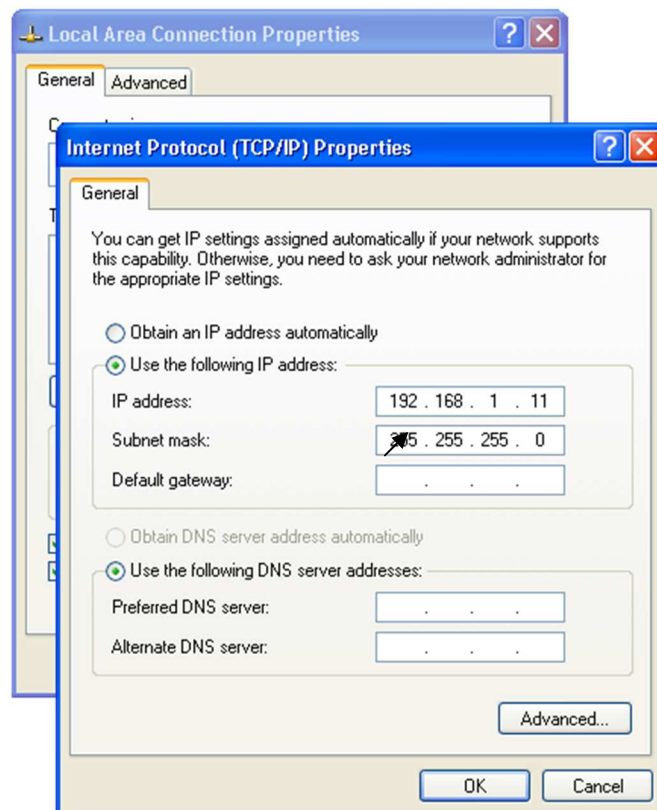 Local Area Connection Properties
General Advanced
Internet Protocol (TCP/IP) Properties
General
You can get IP settings assigned automatically if your network supports
this capability. Otherwise, you need to ask your network administrator for
the appropriate IP settings.
Obtain an IP address automatically
Use the following IP address:
IP address: 192 . 168 . 1 . 11
Subnet mask: 255 . 255 . 255 . 0
Default gateway: . . .
Obtain DNS server address automatically
Use the following DNS server addresses:
Preferred DNS server: . . .
Alternate DNS server: . . .
Advanced...
OK Cancel